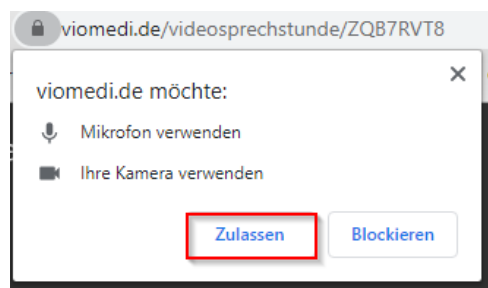 viomedi.de/videosprechstunde/ZQB7RVT8
viomedi.de möchte:
Mikrofon verwenden
Ihre Kamera verwenden
Zulassen
Blockieren